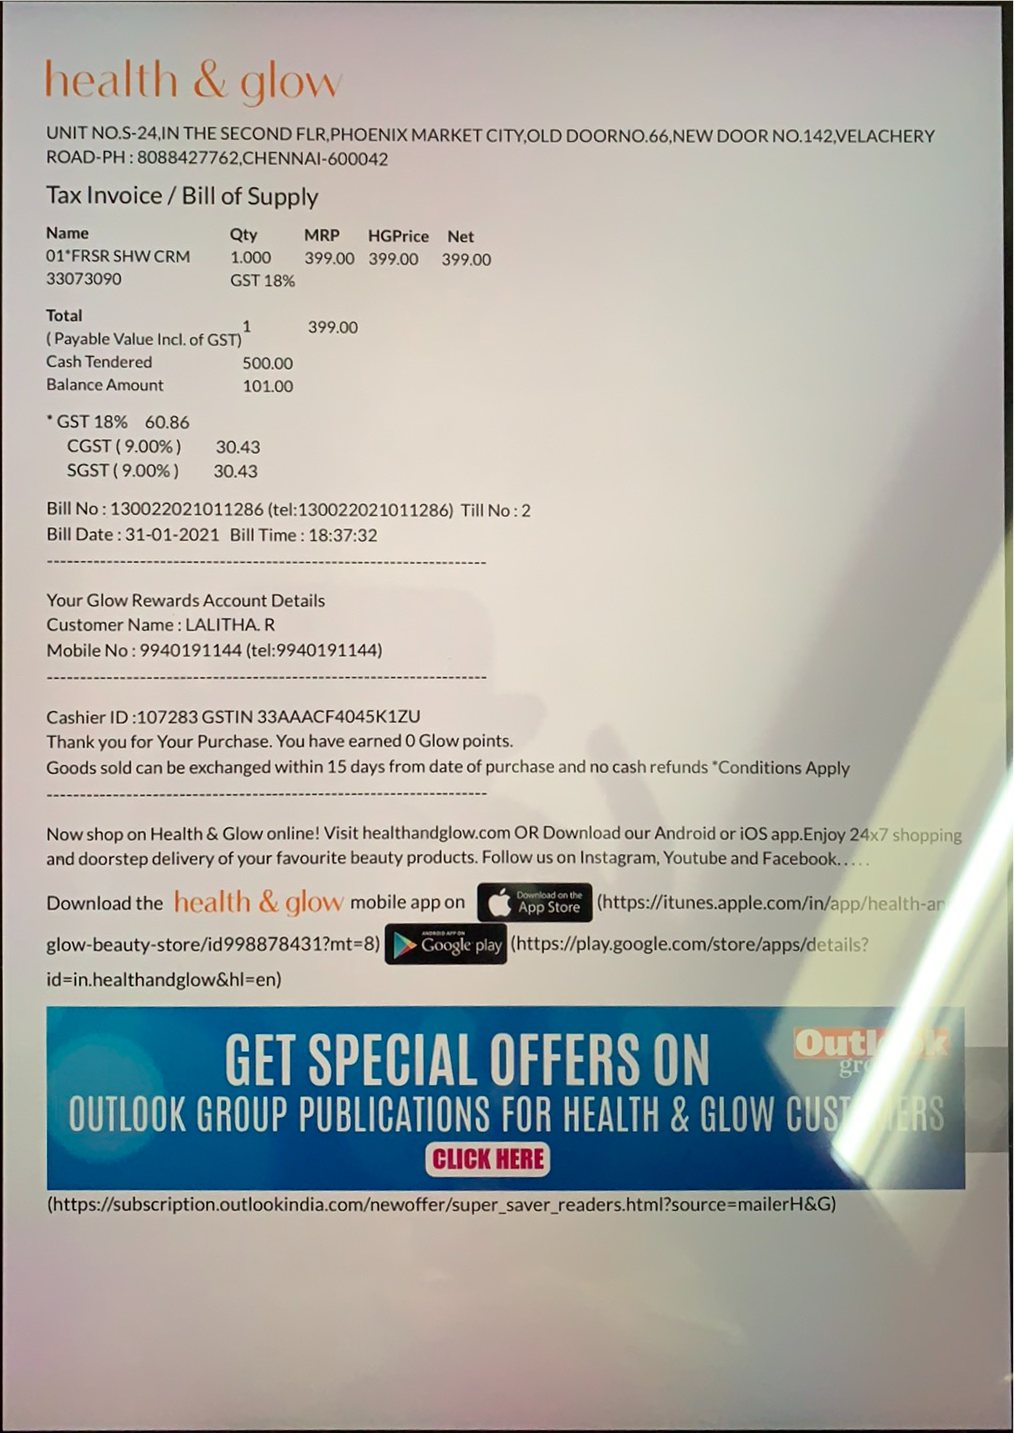 health & glow
UNIT NO.S-24,IN THE SECOND FLR,PHOENIX MARKET CITY,OLD DOORNO.66,NEW DOOR NO.142,VELACHERY
ROAD-PH : 8088427762,CHENNAI-600042
Tax Invoice / Bill of Supply
Name Qty MRP HGPrice Net
01*FRSR SHW CRM 1.000 399.00 399.00 399.00
33073090 GST 18%
Total
( Payable Value Incl. of GST) 1 399.00
Cash Tendered 500.00
Balance Amount 101.00
* GST 18% 60.86
CGST ( 9.00% ) 30.43
SGST ( 9.00% ) 30.43
Bill No : 130022021011286 (tel:130022021011286) Till No : 2
Bill Date : 31-01-2021 Bill Time : 18:37:32
------------------------------------------------------------------
Your Glow Rewards Account Details
Customer Name : LALITHA. R
Mobile No : 9940191144 (tel:9940191144)
------------------------------------------------------------------
Cashier ID :107283 GSTIN 33AAACF4045K1ZU
Thank you for Your Purchase. You have earned 0 Glow points.
Goods sold can be exchanged within 15 days from date of purchase and no cash refunds *Conditions Apply
------------------------------------------------------------------
Now shop on Health & Glow online! Visit healthandglow.com OR Download our Android or iOS app.Enjoy 24x7 shopping
and doorstep delivery of your favourite beauty products. Follow us on Instagram, Youtube and Facebook. . . . .
Download the health & glow mobile app on Download on the App Store (https://itunes.apple.com/in/app/health-an
glow-beauty-store/id998878431?mt=8) ANDROID APP ON Google play (https://play.google.com/store/apps/details?
id=in.healthandglow&hl=en)
GET SPECIAL OFFERS ON
OUTLOOK GROUP PUBLICATIONS FOR HEALTH & GLOW CUSTOMERS
CLICK HERE
Outlook
(https://subscription.outlookindia.com/newoffer/super_saver_readers.html?source=mailerH&G)